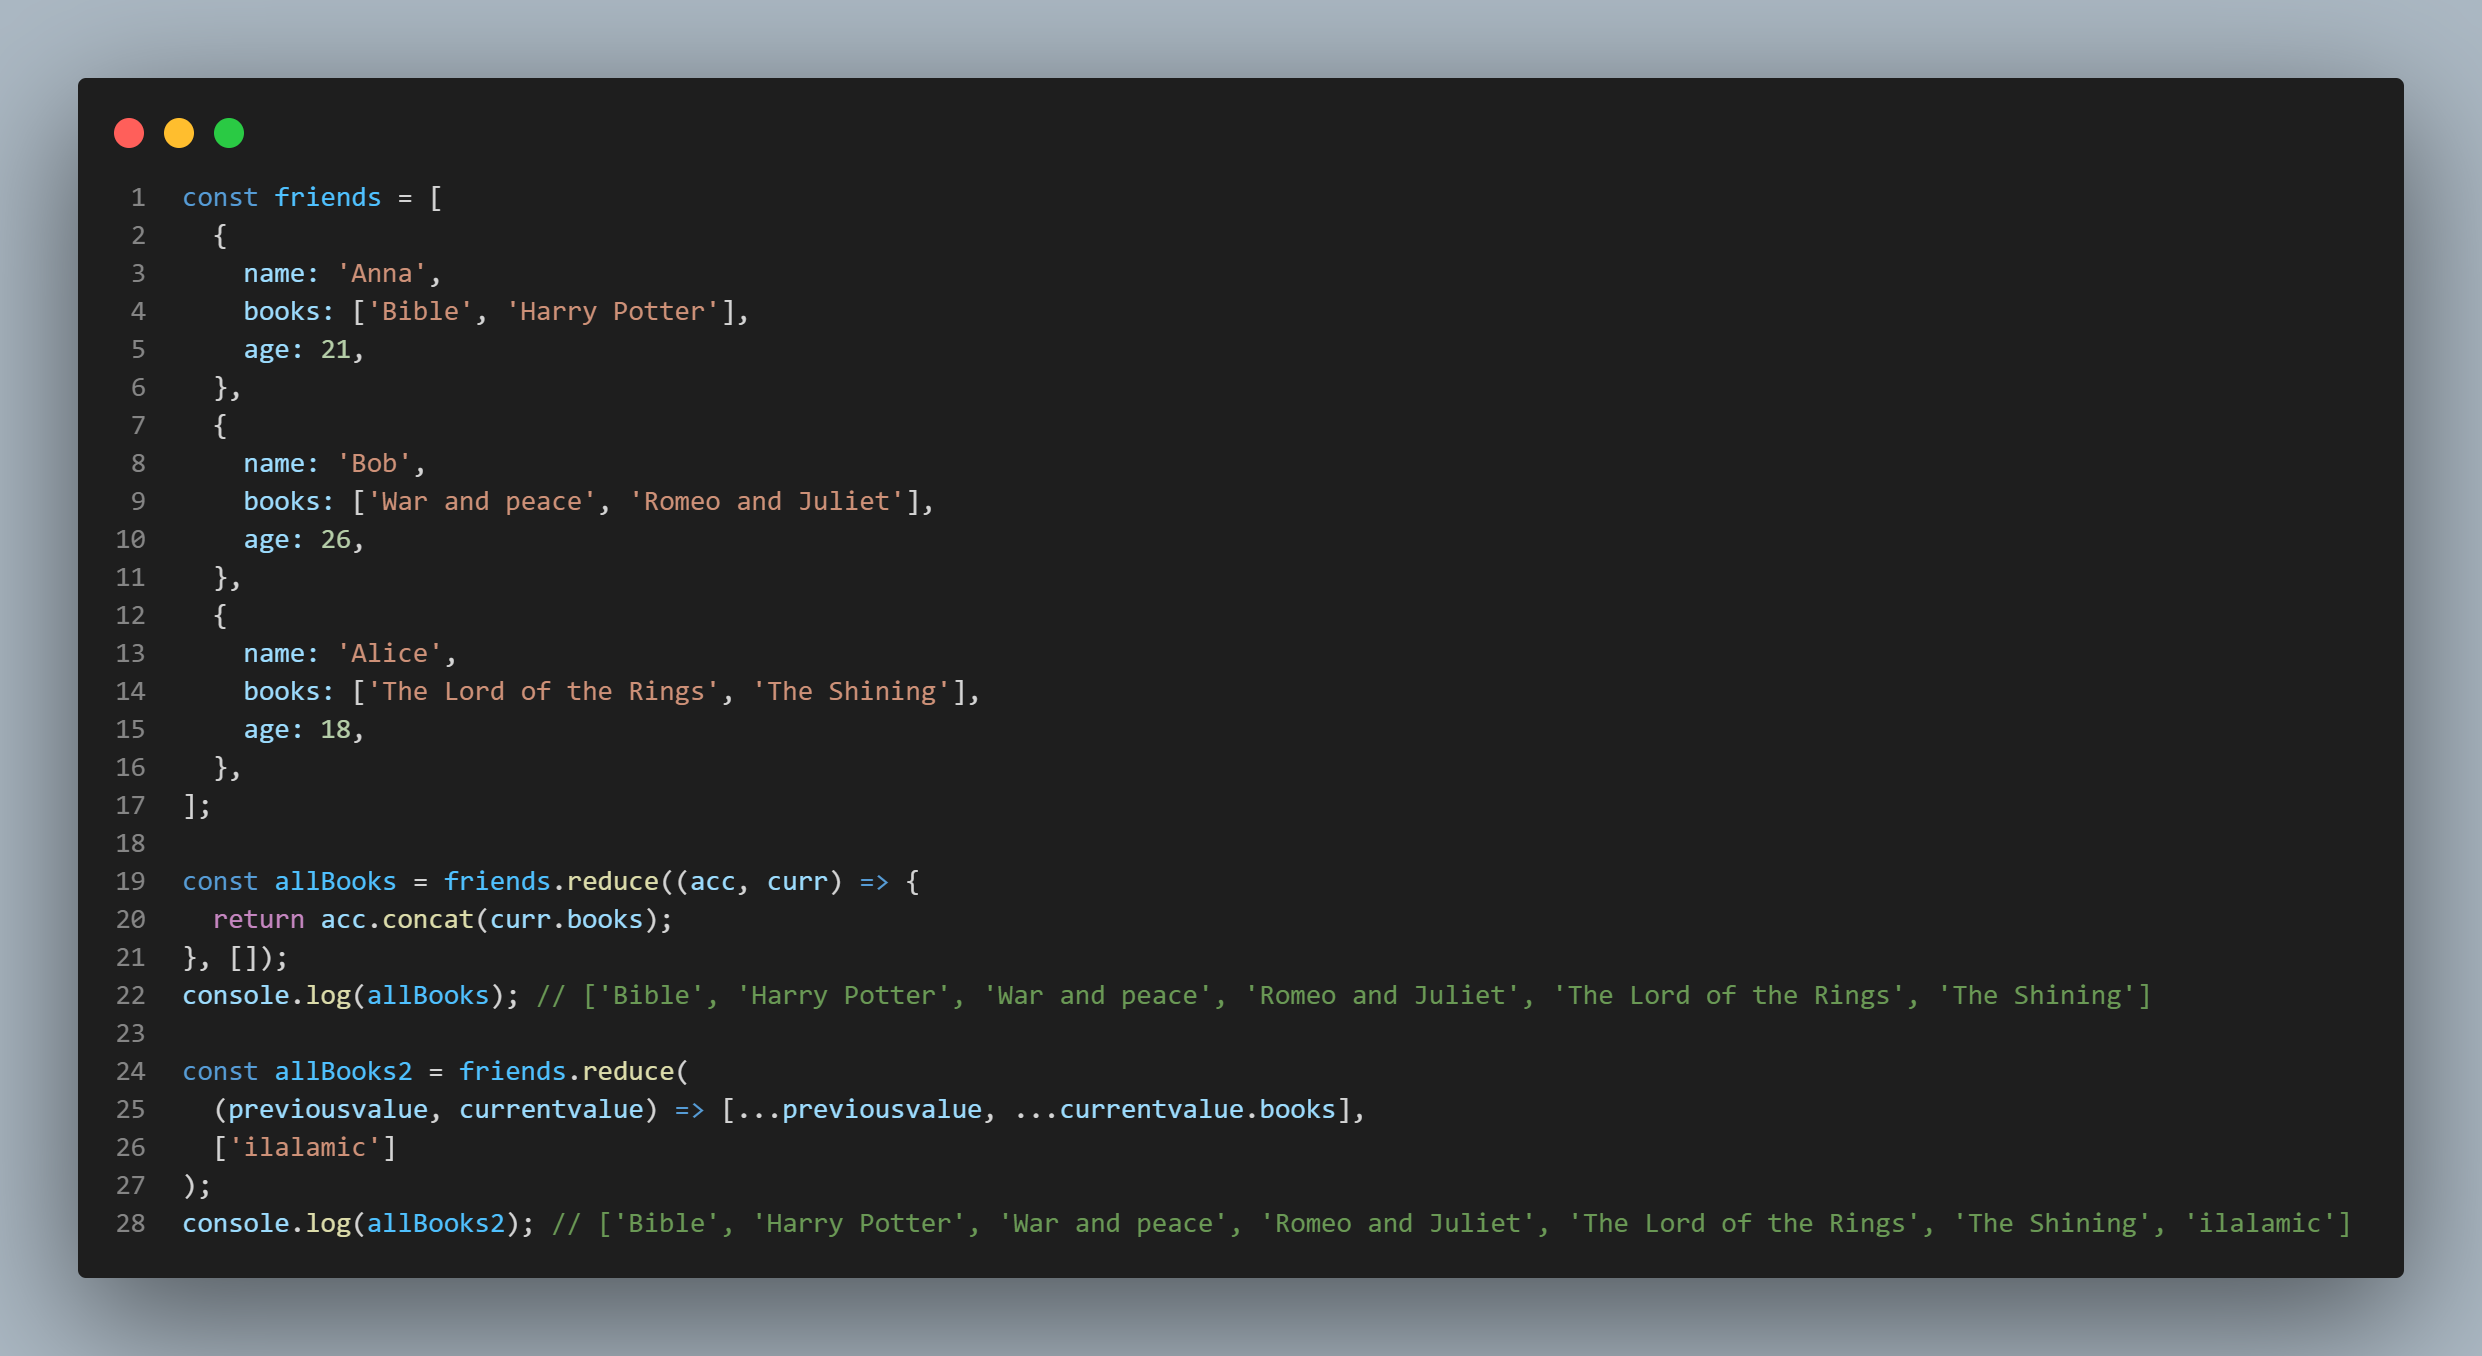 1 const friends = [
2   {
3     name: 'Anna',
4     books: ['Bible', 'Harry Potter'],
5     age: 21,
6   },
7   {
8     name: 'Bob',
9     books: ['War and peace', 'Romeo and Juliet'],
10     age: 26,
11   },
12   {
13     name: 'Alice',
14     books: ['The Lord of the Rings', 'The Shining'],
15     age: 18,
16   },
17 ];
18
19 const allBooks = friends.reduce((acc, curr) => {
20   return acc.concat(curr.books);
21 }, []);
22 console.log(allBooks); // ['Bible', 'Harry Potter', 'War and peace', 'Romeo and Juliet', 'The Lord of the Rings', 'The Shining']
23
24 const allBooks2 = friends.reduce(
25   (previousvalue, currentvalue) => [...previousvalue, ...currentvalue.books],
26   ['ilalamic']
27 );
28 console.log(allBooks2); // ['Bible', 'Harry Potter', 'War and peace', 'Romeo and Juliet', 'The Lord of the Rings', 'The Shining', 'ilalamic']